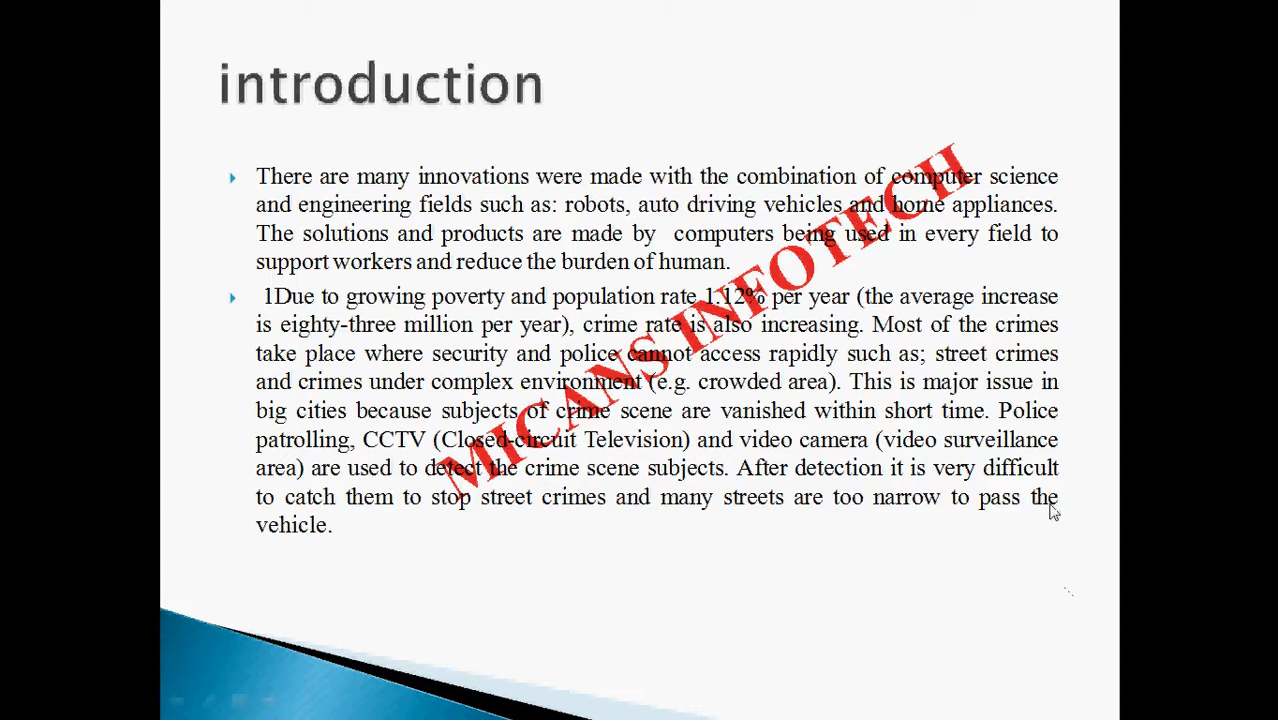 introduction
There are many innovations were made with the combination of computer science
and engineering fields such as: robots, auto driving vehicles and home appliances.
The solutions and products are made by computers being used in every field to
support workers and reduce the burden of human.
1Due to growing poverty and population rate 1.12% per year (the average increase
is eighty-three million per year), crime rate is also increasing. Most of the crimes
take place where security and police cannot access rapidly such as; street crimes
and crimes under complex environment (e.g. crowded area). This is major issue in
big cities because subjects of crime scene are vanished within short time. Police
patrolling, CCTV (Closed-circuit Television) and video camera (video surveillance
area) are used to detect the crime scene subjects. After detection it is very difficult
to catch them to stop street crimes and many streets are too narrow to pass the
vehicle.
MICANS INFOTECH